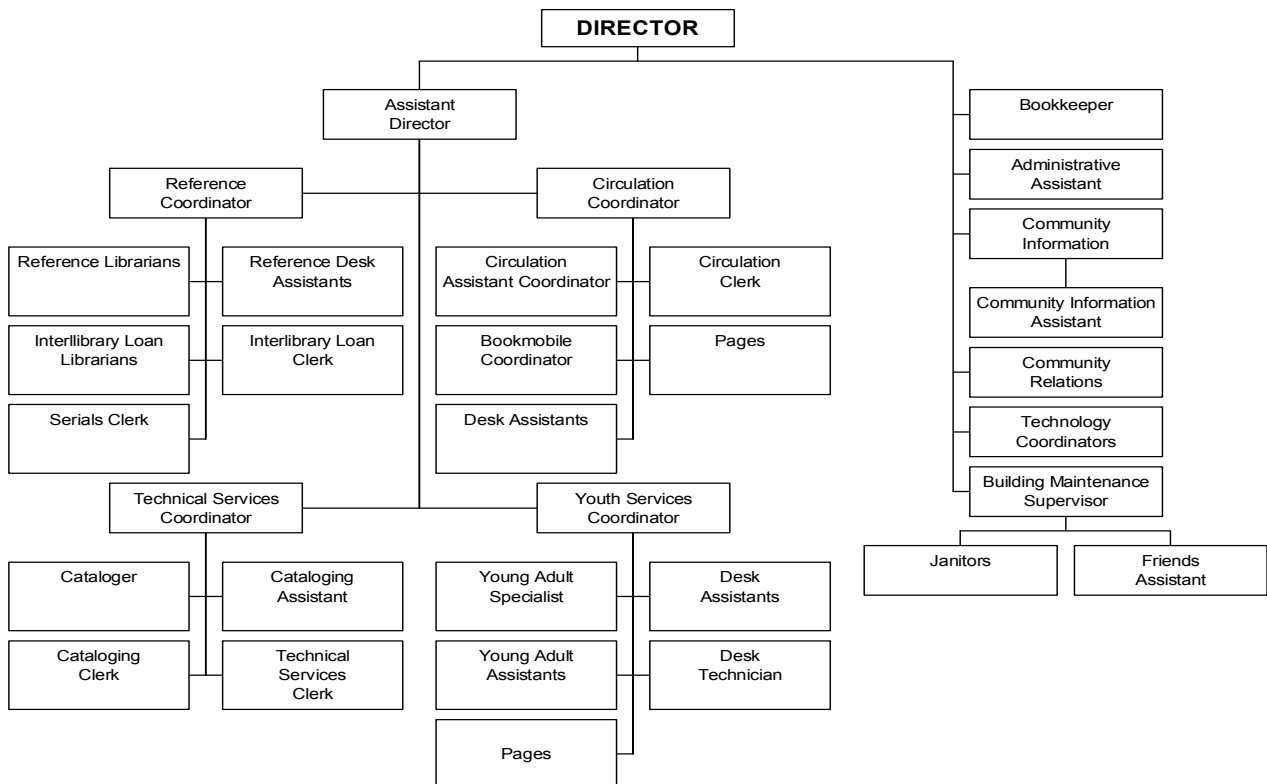 DIRECTOR
Assistant
Director
Reference
Coordinator
Circulation
Coordinator
Reference Librarians
Reference Desk
Assistants
Interllibrary Loan
Librarians
Interlibrary Loan
Clerk
Serials Clerk
Circulation
Assistant Coordinator
Circulation
Clerk
Bookmobile
Coordinator
Pages
Desk Assistants
Technical Services
Coordinator
Youth Services
Coordinator
Cataloger
Cataloging
Assistant
Cataloging
Clerk
Technical
Services
Clerk
Young Adult
Specialist
Desk
Assistants
Young Adult
Assistants
Desk
Technician
Pages
Bookkeeper
Administrative
Assistant
Community
Information
Community Information
Assistant
Community
Relations
Technology
Coordinators
Building Maintenance
Supervisor
Janitors
Friends
Assistant